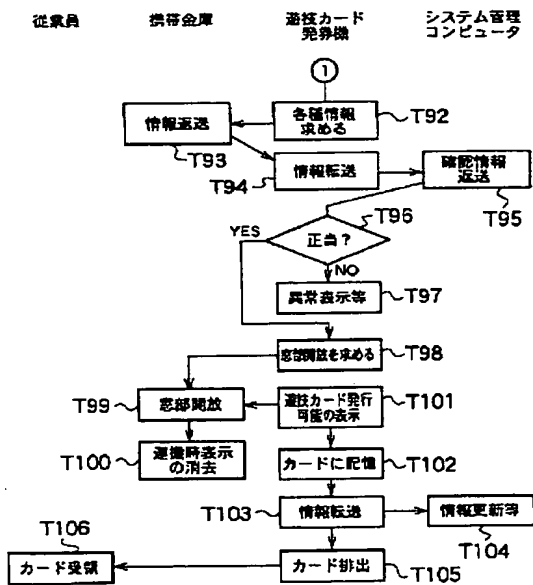 従業員
携帯金庫
遊技カード
発券機
システム管理
コンピュータ
1
各種情報
求める
T92
情報返送
T93
情報転送
T94
確認情報
返送
T95
T96
正当?
YES
NO
異常表示等
T97
窓部開放を求める
T98
窓部開放
T99
遊技カード発行
可能の表示
T101
運搬時表示
の消去
T100
カードに記憶
T102
情報転送
T103
情報更新等
T104
カード排出
T105
カード受領
T106